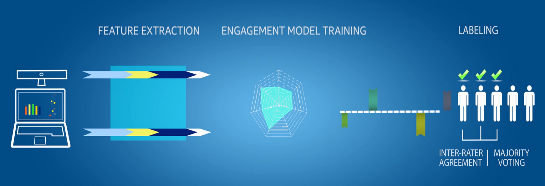 FEATURE EXTRACTION
ENGAGEMENT MODEL TRAINING
LABELING
INTER-RATER
AGREEMENT
MAJORITY
VOTING